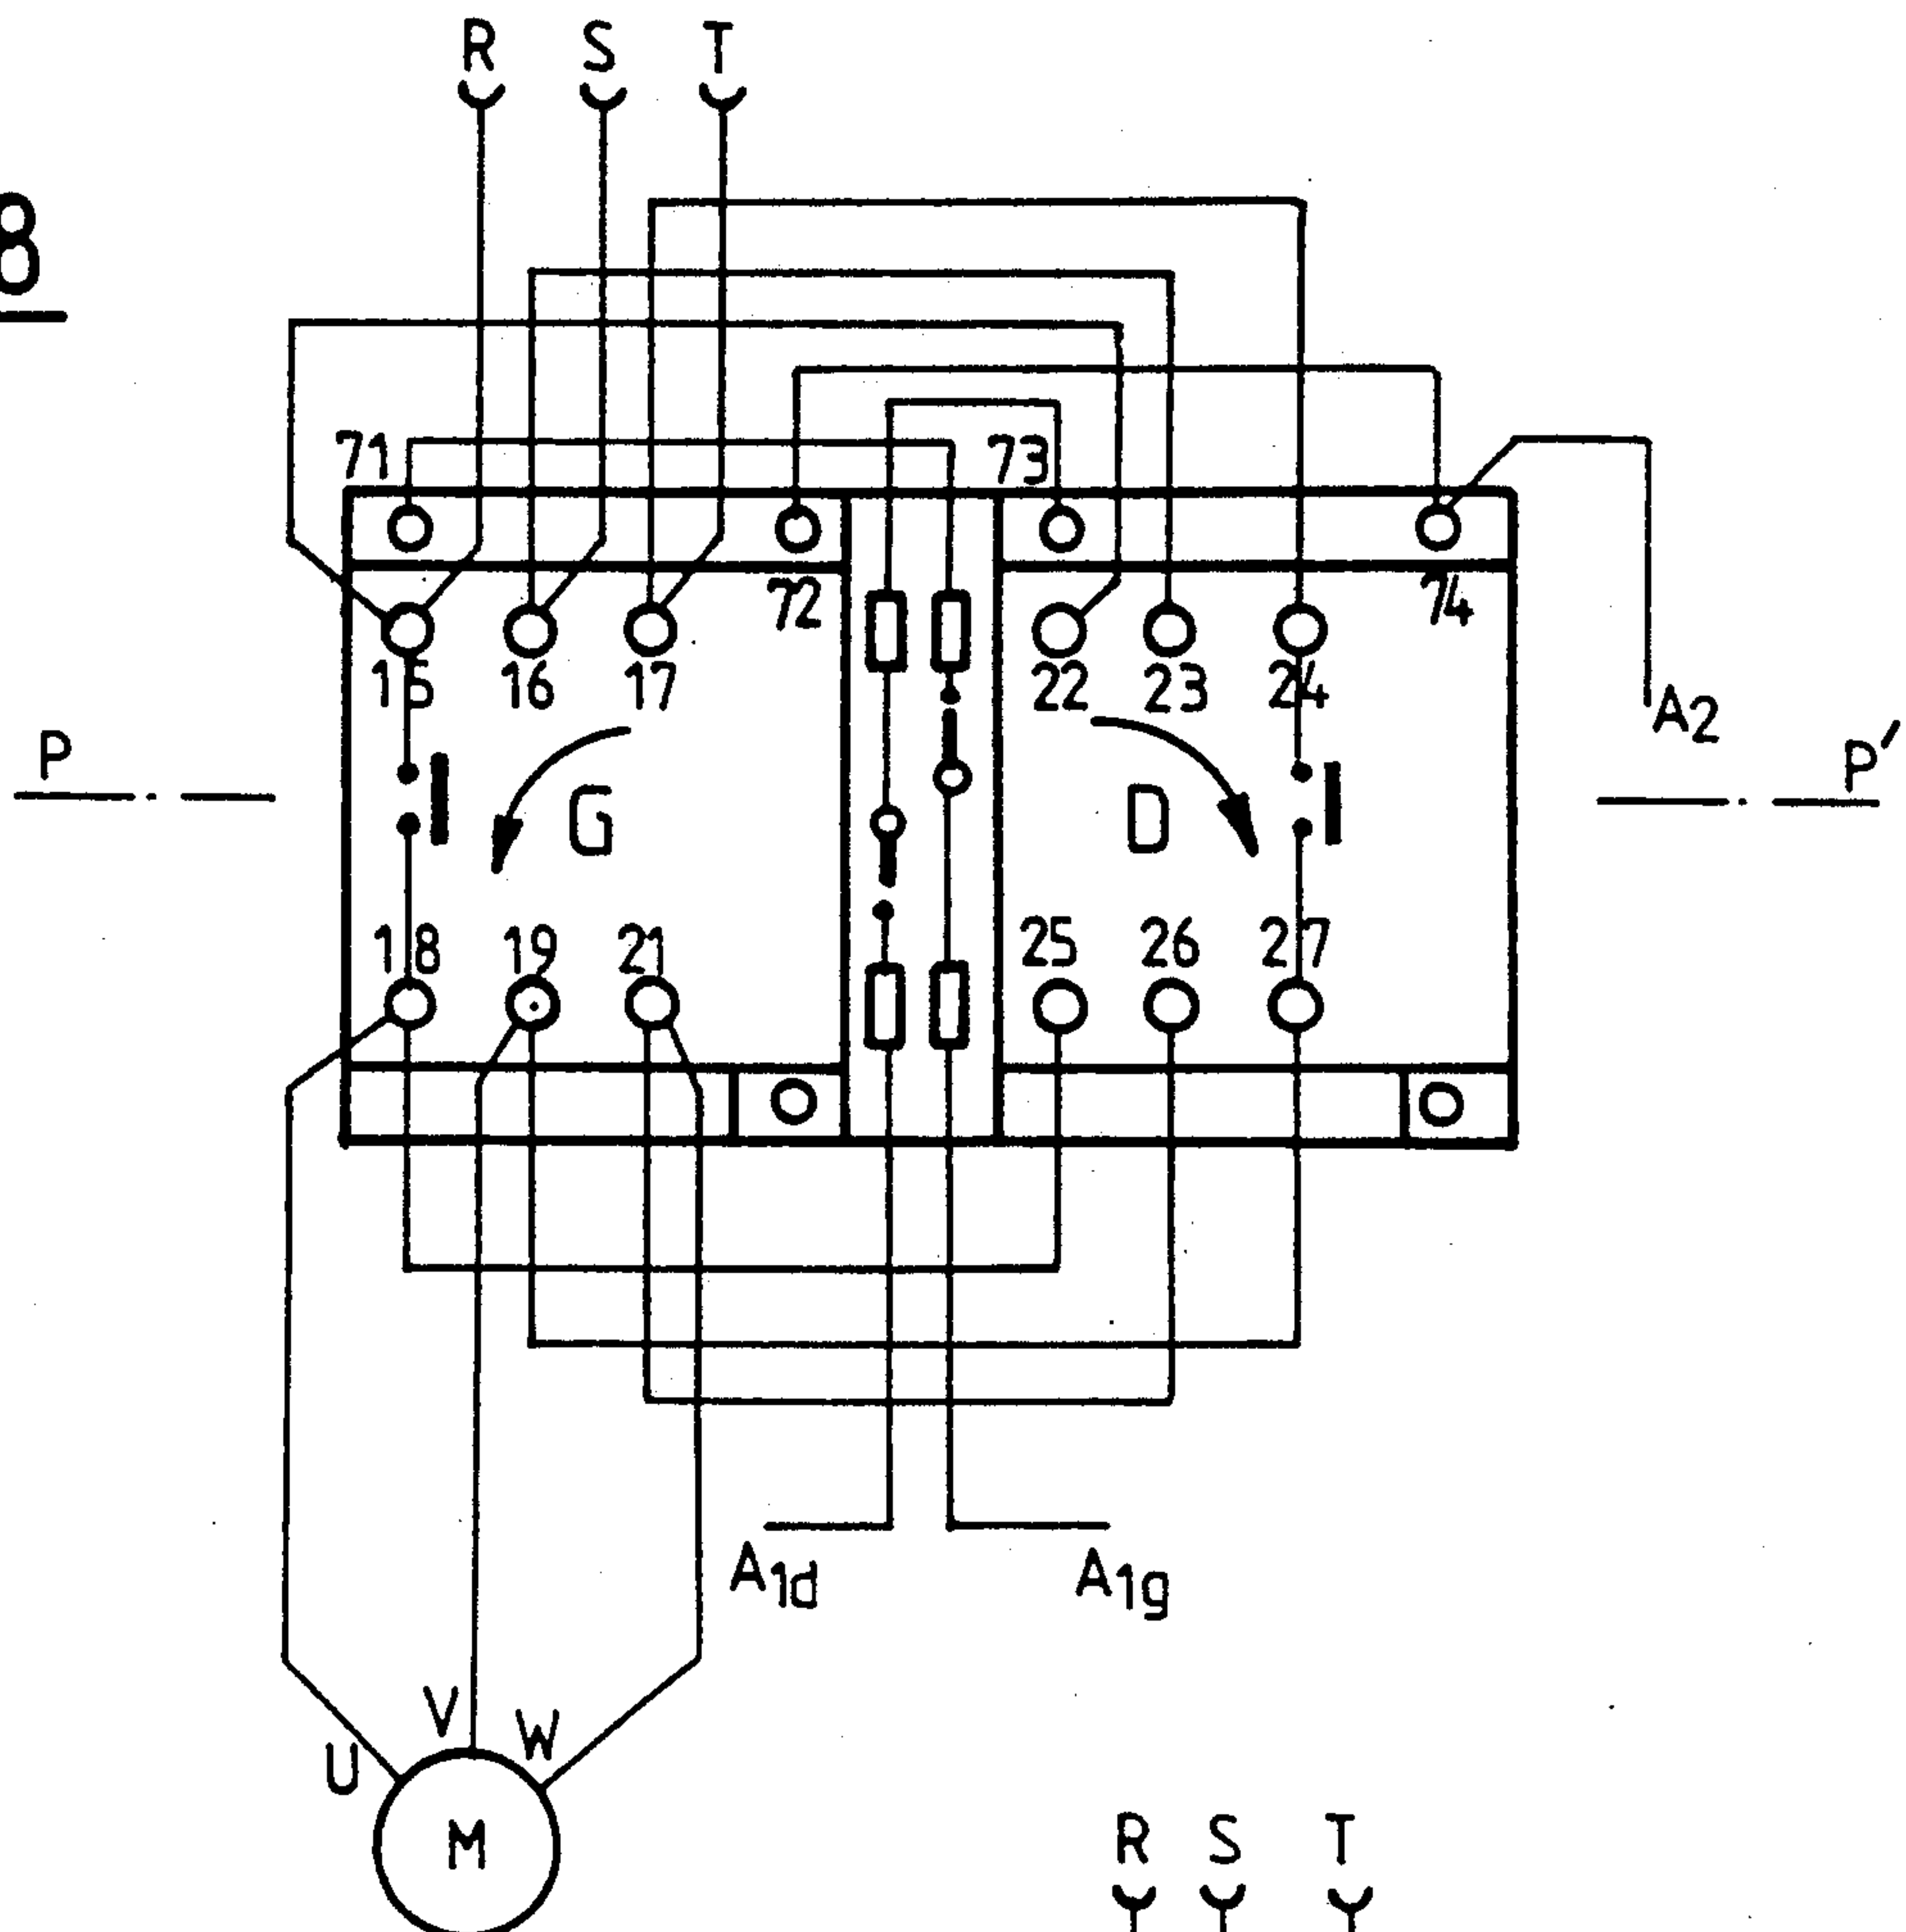 R S T
8
71 73
72 74
15 16 17 22 23 24
A2
P P′
G D
18 19 21 25 26 27
A1d A1g
V W
U
M
R S T